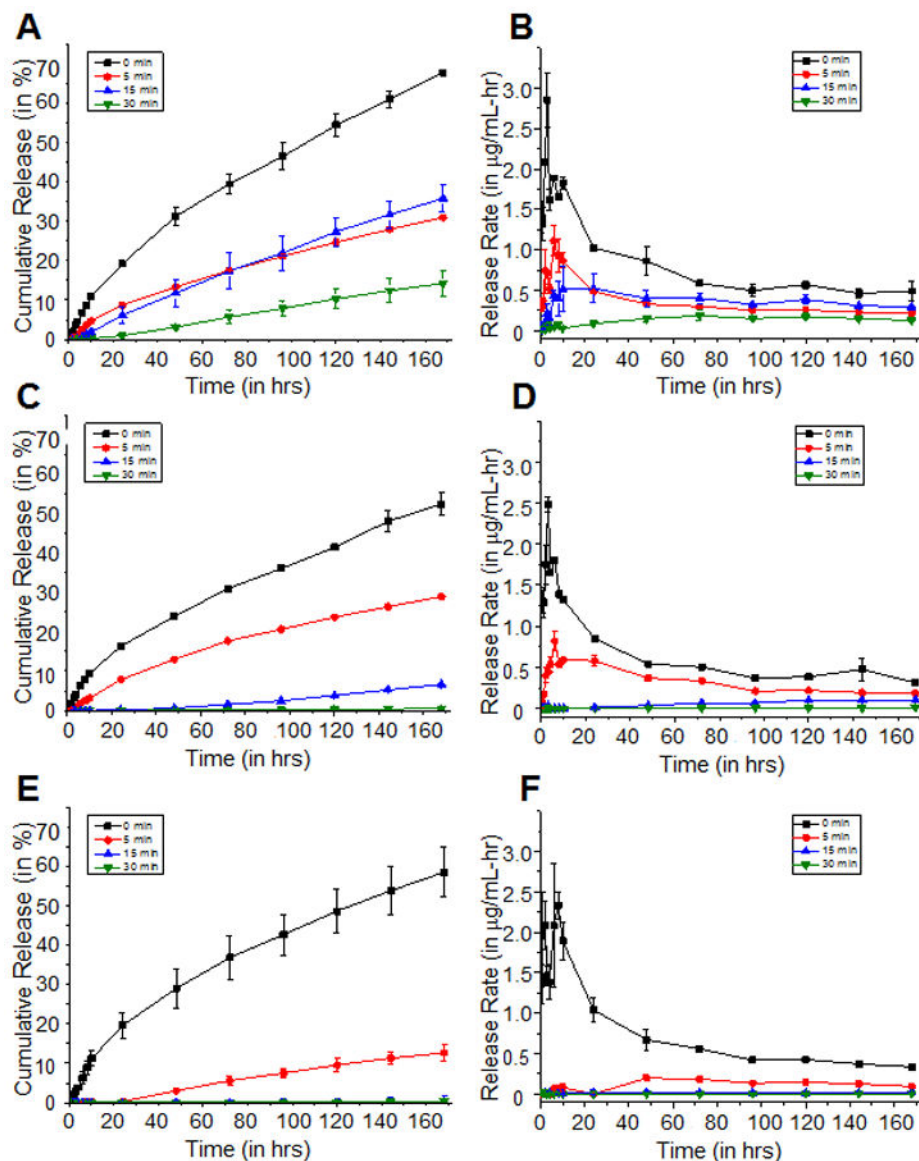 A
Cumulative Release (in %)
70
60
50
40
30
20
10
0
0 min
5 min
15 min
30 min
0 20 40 60 80 100 120 140 160
Time (in hrs)
B
Release Rate (in µg/mL-hr)
3.0
2.5
2.0
1.5
1.0
0.5
0
0 min
5 min
15 min
30 min
0 20 40 60 80 100 120 140 160
Time (in hrs)
C
Cumulative Release (in %)
70
60
50
40
30
20
10
0
0 min
5 min
15 min
30 min
0 20 40 60 80 100 120 140 160
Time (in hrs)
D
Release Rate (in µg/mL-hr)
3.0
2.5
2.0
1.5
1.0
0.5
0
0 min
5 min
15 min
30 min
0 20 40 60 80 100 120 140 160
Time (in hrs)
E
Cumulative Release (in %)
70
60
50
40
30
20
10
0
0 min
5 min
15 min
30 min
0 20 40 60 80 100 120 140 160
Time (in hrs)
F
Release Rate (in µg/mL-hr)
3.0
2.5
2.0
1.5
1.0
0.5
0
0 min
5 min
15 min
30 min
0 20 40 60 80 100 120 140 160
Time (in hrs)